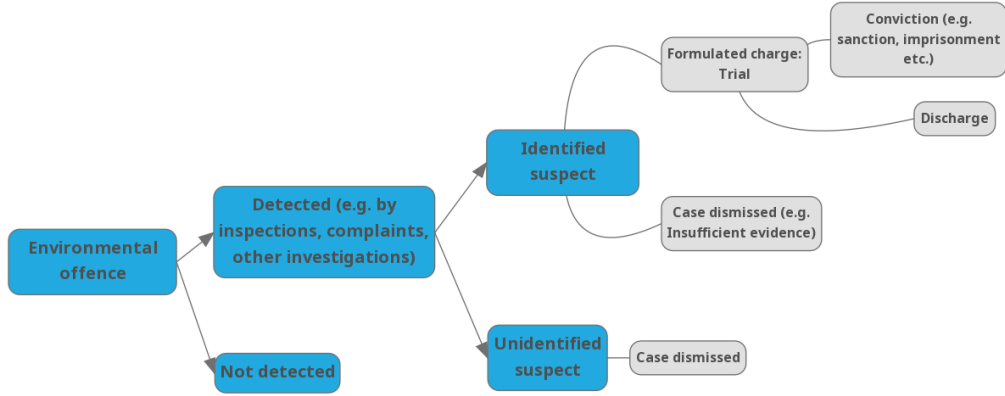 Environmental
offence
Detected (e.g. by
inspections, complaints,
other investigations)
Not detected
Identified
suspect
Unidentified
suspect
Formulated charge:
Trial
Case dismissed (e.g.
Insufficient evidence)
Case dismissed
Conviction (e.g.
sanction, imprisonment
etc.)
Discharge